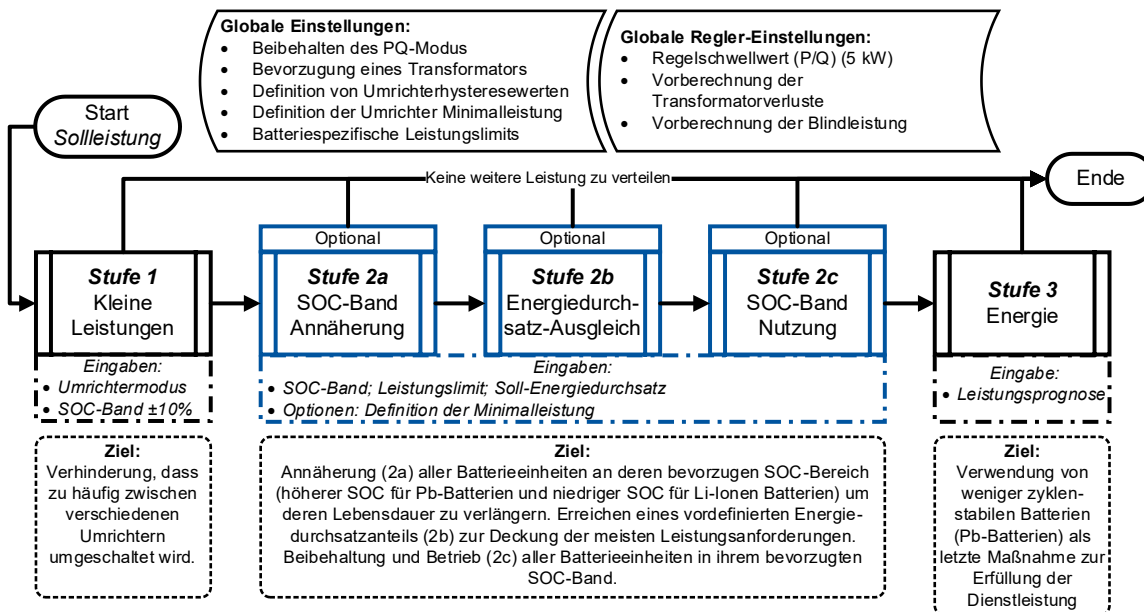 Globale Einstellungen:
• Beibehalten des PQ-Modus
• Bevorzugung eines Transformators
• Definition von Umrichterhysteresewerten
• Definition der Umrichter Minimalleistung
• Batteriespezifische Leistungslimits
Globale Regler-Einstellungen:
• Regelschwellwert (P/Q) (5 kW)
• Vorberechnung der
Transformatorverluste
• Vorberechnung der Blindleistung
Start
Sollleistung
Keine weitere Leistung zu verteilen
Ende
Stufe 1
Kleine
Leistungen
Optional
Stufe 2a
SOC-Band
Annäherung
Optional
Stufe 2b
Energiedurch-
satz-Ausgleich
Optional
Stufe 2c
SOC-Band
Nutzung
Stufe 3
Energie
Eingaben:
• Umrichtermodus
• SOC-Band ±10%
Eingaben:
• SOC-Band; Leistungslimit; Soll-Energiedurchsatz
• Optionen: Definition der Minimalleistung
Eingabe:
• Leistungsprognose
Ziel:
Verhinderung, dass
zu häufig zwischen
verschiedenen
Umrichtern
umgeschaltet wird.
Ziel:
Annäherung (2a) aller Batterieeinheiten an deren bevorzugen SOC-Bereich
(höherer SOC für Pb-Batterien und niedriger SOC für Li-Ionen Batterien) um
deren Lebensdauer zu verlängern. Erreichen eines vordefinierten Energie-
durchsatzanteils (2b) zur Deckung der meisten Leistungsanforderungen.
Beibehaltung und Betrieb (2c) aller Batterieeinheiten in ihrem bevorzugten
SOC-Band.
Ziel:
Verwendung von
weniger zyklen-
stabilen Batterien
(Pb-Batterien) als
letzte Maßnahme zur
Erfüllung der
Dienstleistung